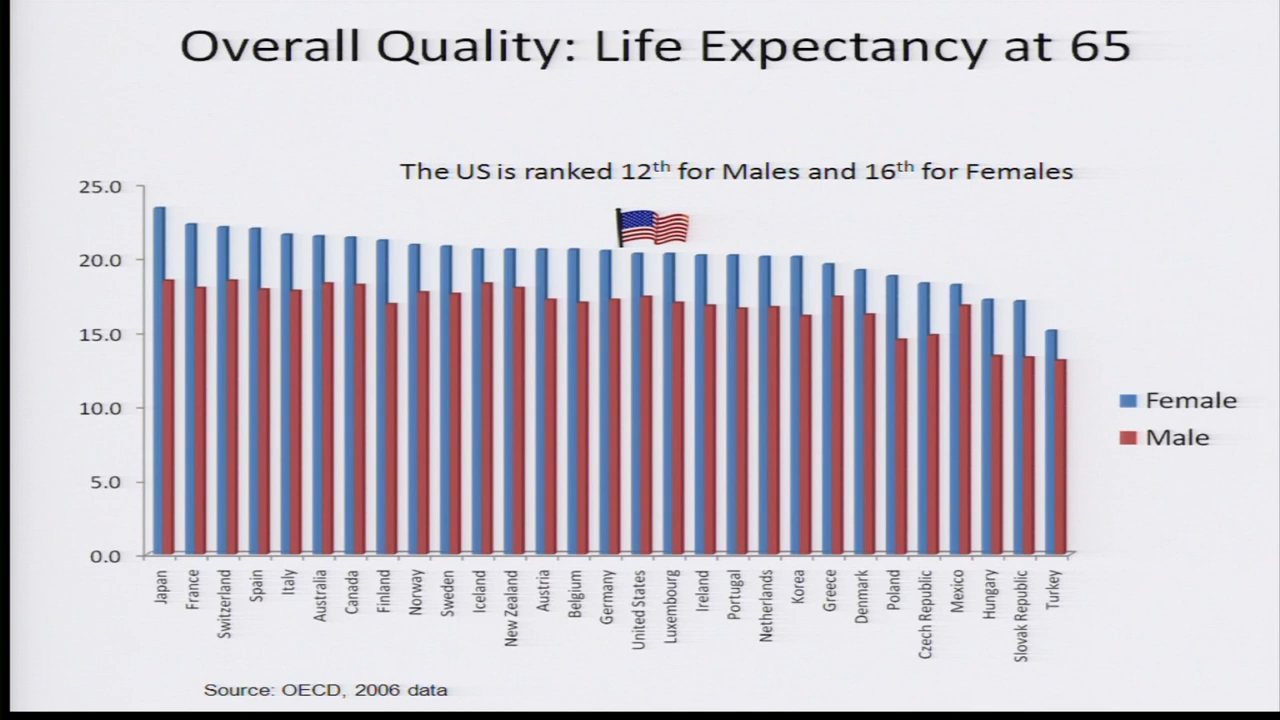 Overall Quality: Life Expectancy at 65
The US is ranked 12th for Males and 16th for Females
25.0
20.0
15.0
10.0
5.0
0.0
Female
Male
Japan
France
Switzerland
Spain
Italy
Australia
Canada
Finland
Norway
Sweden
Iceland
New Zealand
Austria
Belgium
Germany
United States
Luxembourg
Ireland
Portugal
Netherlands
Korea
Greece
Denmark
Poland
Czech Republic
Mexico
Hungary
Slovak Republic
Turkey
Source: OECD, 2006 data